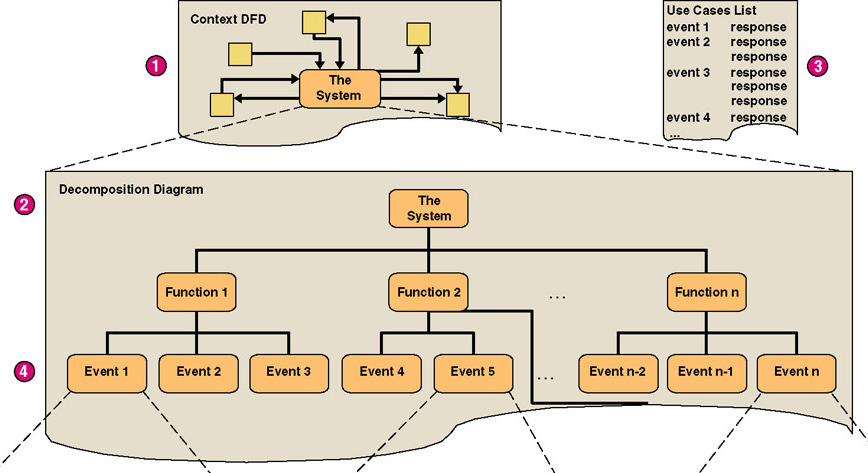 Context DFD
1
The
System
Use Cases List
event 1 response
event 2 response
response
event 3 response
response
response
event 4 response
...
3
2
Decomposition Diagram
The
System
Function 1
Function 2
...
Function n
4
Event 1
Event 2
Event 3
Event 4
Event 5
...
Event n-2
Event n-1
Event n